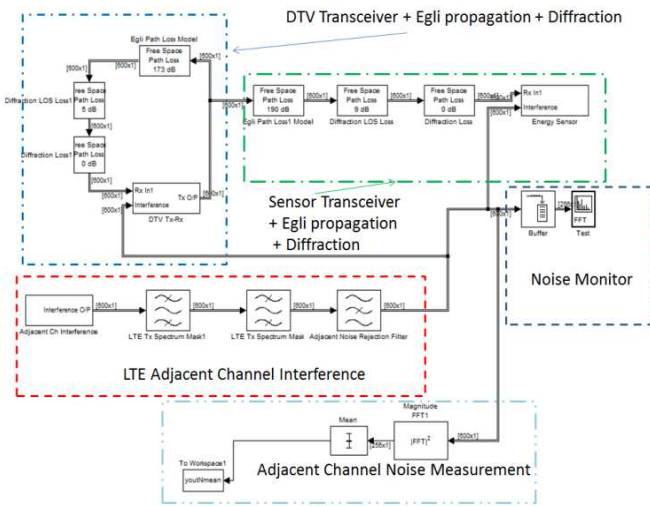 DTV Transceiver + Egli propagation + Diffraction
Egli Path Loss Model
Free Space
Path Loss
173 dB
[600x1]
[600x1]
[600x1]
Free Space
Path Loss
5 dB
Diffraction LOS Loss1
[600x1]
Free Space
Path Loss
0 dB
Diffraction Loss1
[600x1]
[600x1]
Rx In1
Interference
Tx O/P
[600x1]
DTV Tx-Rx
[600x1]
Free Space
Path Loss
190 dB
Egli Path Loss1 Model
[600x1]
Free Space
Path Loss
9 dB
Diffraction LOS Loss
[600x1]
Free Space
Path Loss
0 dB
Diffraction Loss
[600x1]
[600x1]
Rx In1
Interference
Energy Sensor
Sensor Transceiver
+ Egli propagation
+ Diffraction
[600x1]
Buffer
[256x1]
FFT
Test
Noise Monitor
Interference O/P
Adjacent Ch Interference
[600x1]
LTE Tx Spectrum Mask1
[600x1]
LTE Tx Spectrum Mask
[600x1]
Adjacent Noise Rejection Filter
[600x1]
LTE Adjacent Channel Interference
Magnitude
FFT1
|FFT|²
[600x1]
[256x1]
Mean
To Workspace1
youtNmean
Adjacent Channel Noise Measurement